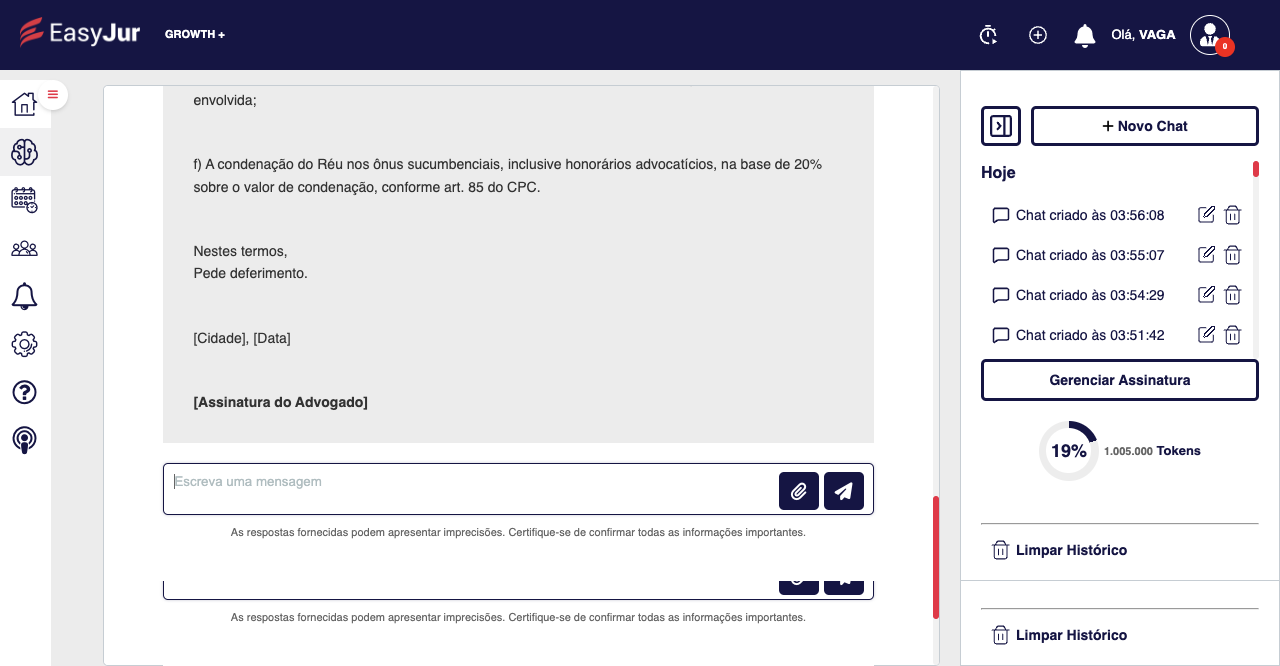 EasyJur
GROWTH +
Olá, VAGA
0
envolvida;
f) A condenação do Réu nos ônus sucumbenciais, inclusive honorários advocatícios, na base de 20%
sobre o valor de condenação, conforme art. 85 do CPC.
Nestes termos,
Pede deferimento.
[Cidade], [Data]
[Assinatura do Advogado]
Escreva uma mensagem
As respostas fornecidas podem apresentar imprecisões. Certifique-se de confirmar todas as informações importantes.
As respostas fornecidas podem apresentar imprecisões. Certifique-se de confirmar todas as informações importantes.
+ Novo Chat
Hoje
Chat criado às 03:56:08
Chat criado às 03:55:07
Chat criado às 03:54:29
Chat criado às 03:51:42
Gerenciar Assinatura
19% 1.005.000 Tokens
Limpar Histórico
Limpar Histórico